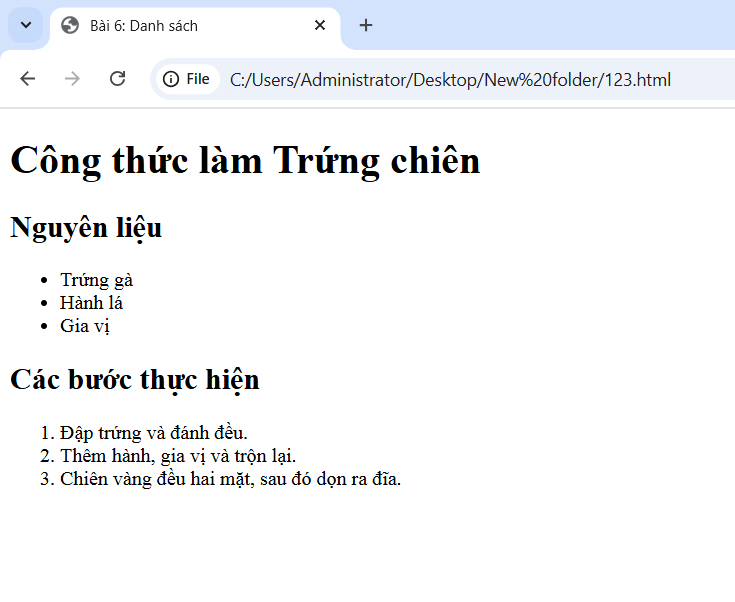 Bài 6: Danh sách
File C:/Users/Administrator/Desktop/New%20folder/123.html
Công thức làm Trứng chiên
Nguyên liệu
• Trứng gà
• Hành lá
• Gia vị
Các bước thực hiện
1. Đập trứng và đánh đều.
2. Thêm hành, gia vị và trộn lại.
3. Chiên vàng đều hai mặt, sau đó dọn ra đĩa.